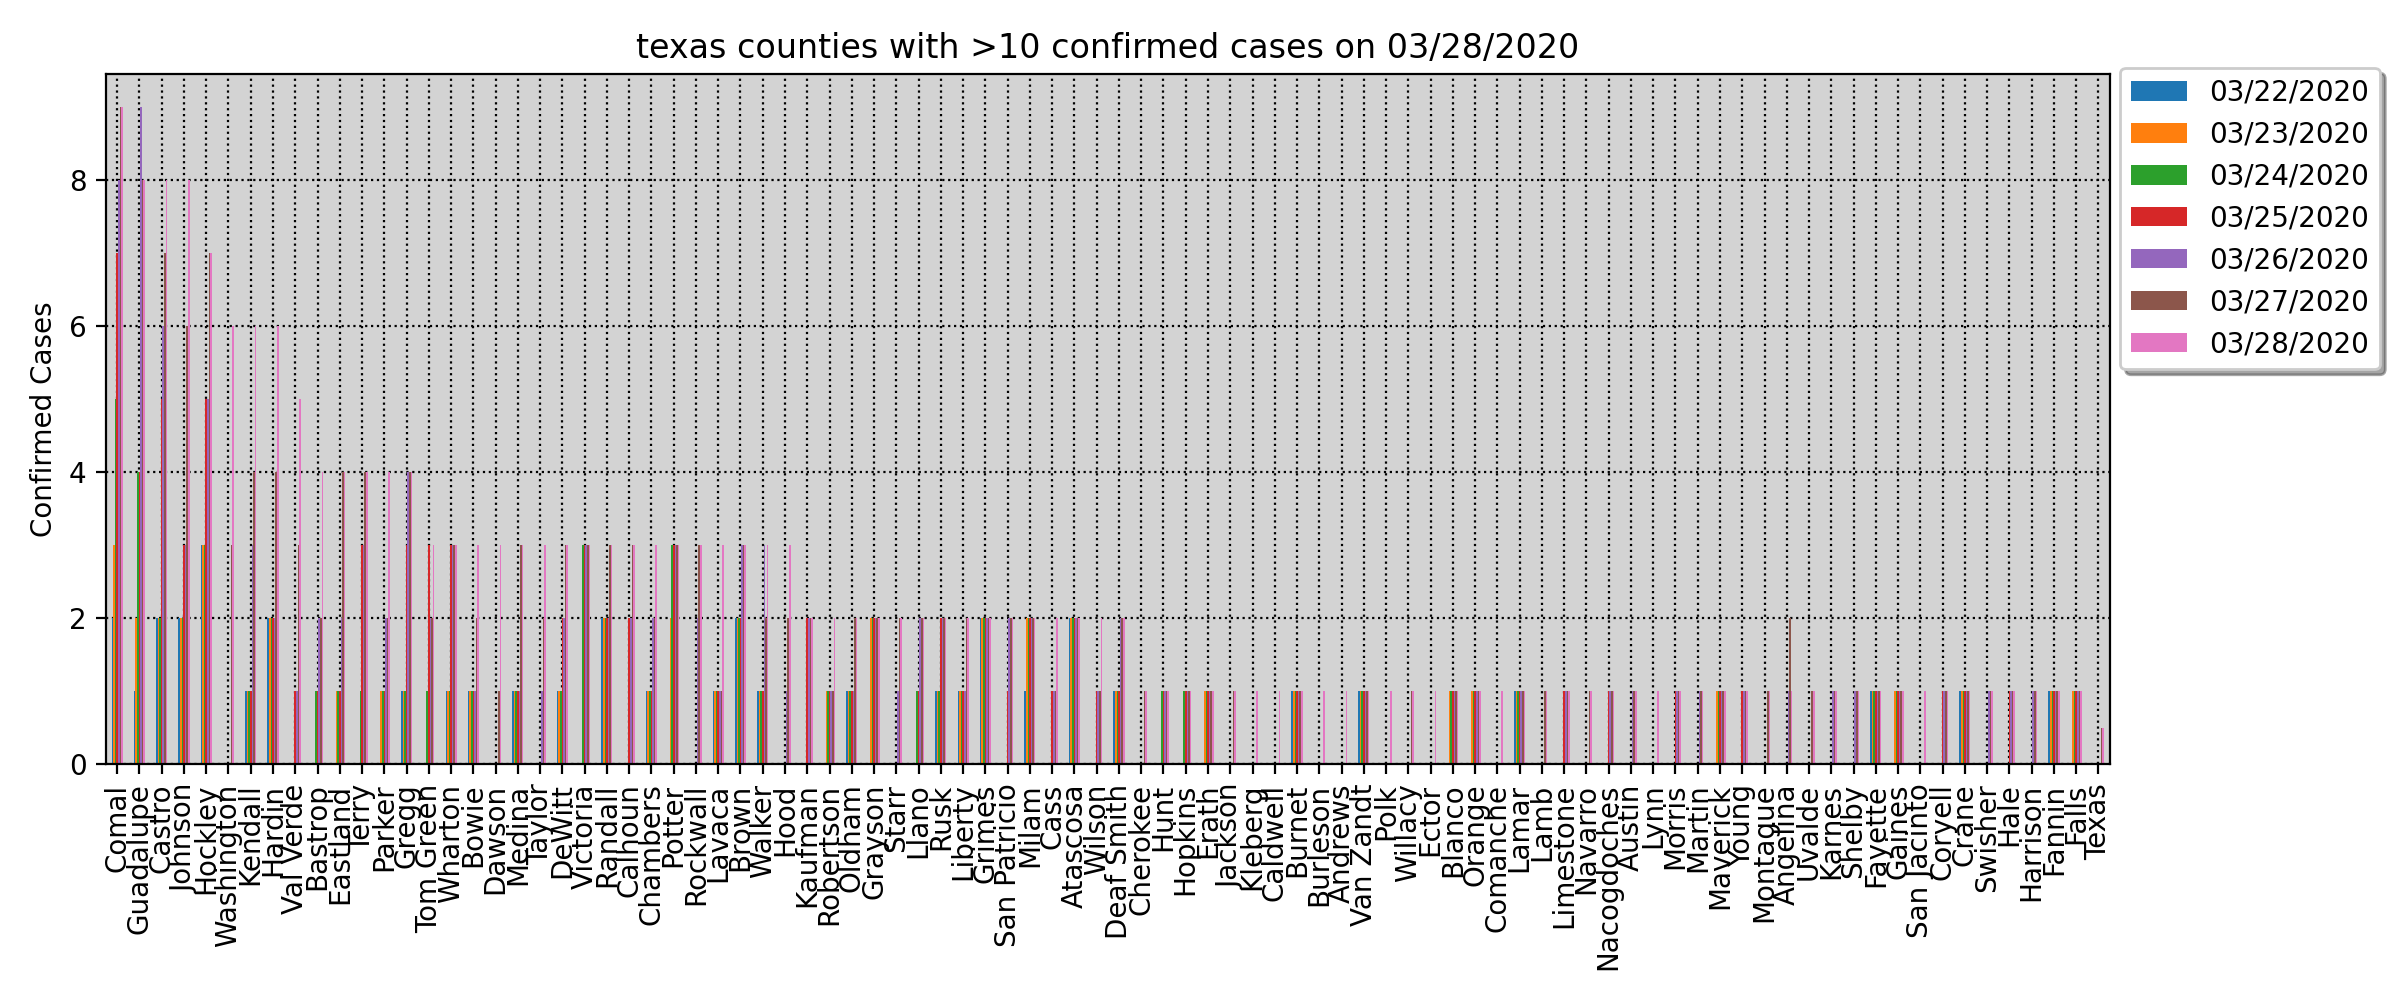 texas counties with >10 confirmed cases on 03/28/2020
03/22/2020
03/23/2020
03/24/2020
03/25/2020
03/26/2020
03/27/2020
03/28/2020
Confirmed Cases
8
6
4
2
0
Comal
Guadalupe
Castro
Johnson
Hockley
Washington
Kendall
Hardin
Val Verde
Bastrop
Eastland
Terry
Parker
Gregg
Tom Green
Wharton
Bowie
Dawson
Medina
Taylor
DeWitt
Victoria
Randall
Calhoun
Chambers
Potter
Rockwall
Lavaca
Brown
Walker
Hood
Kaufman
Robertson
Oldham
Grayson
Starr
Llano
Rusk
Liberty
Grimes
San Patricio
Milam
Cass
Atascosa
Wilson
Deaf Smith
Cherokee
Hunt
Hopkins
Erath
Jackson
Kleberg
Caldwell
Burnet
Burleson
Andrews
Van Zandt
Polk
Willacy
Ector
Blanco
Orange
Comanche
Lamar
Lamb
Limestone
Navarro
Nacogdoches
Austin
Lynn
Morris
Martin
Maverick
Young
Montague
Angelina
Uvalde
Karnes
Shelby
Fayette
Gaines
San Jacinto
Coryell
Crane
Swisher
Hale
Harrison
Fannin
Falls
Texas